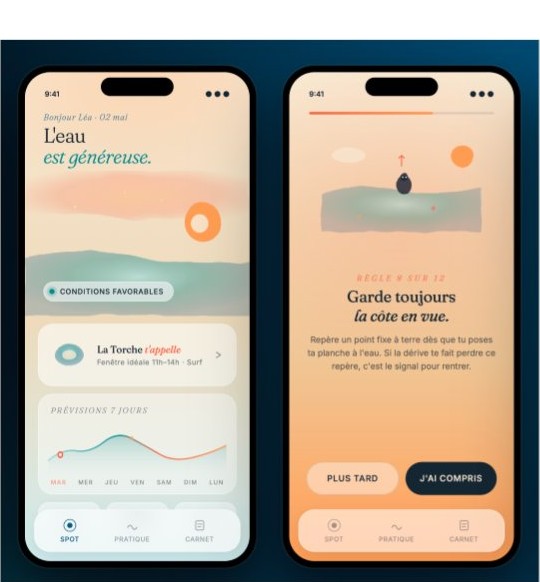 9:41
Bonjour Léa · 02 mai
L'eau
est généreuse.
CONDITIONS FAVORABLES
La Torche t'appelle
Fenêtre idéale 11h–14h · Surf
PRÉVISIONS 7 JOURS
MAR MER JEU VEN SAM DIM LUN
SPOT PRATIQUE CARNET
9:41
RÈGLE 8 SUR 12
Garde toujours
la côte en vue.
Repère un point fixe à terre dès que tu poses
ta planche à l'eau. Si la dérive te fait perdre ce
repère, c'est le signal pour rentrer.
PLUS TARD J'AI COMPRIS
SPOT PRATIQUE CARNET